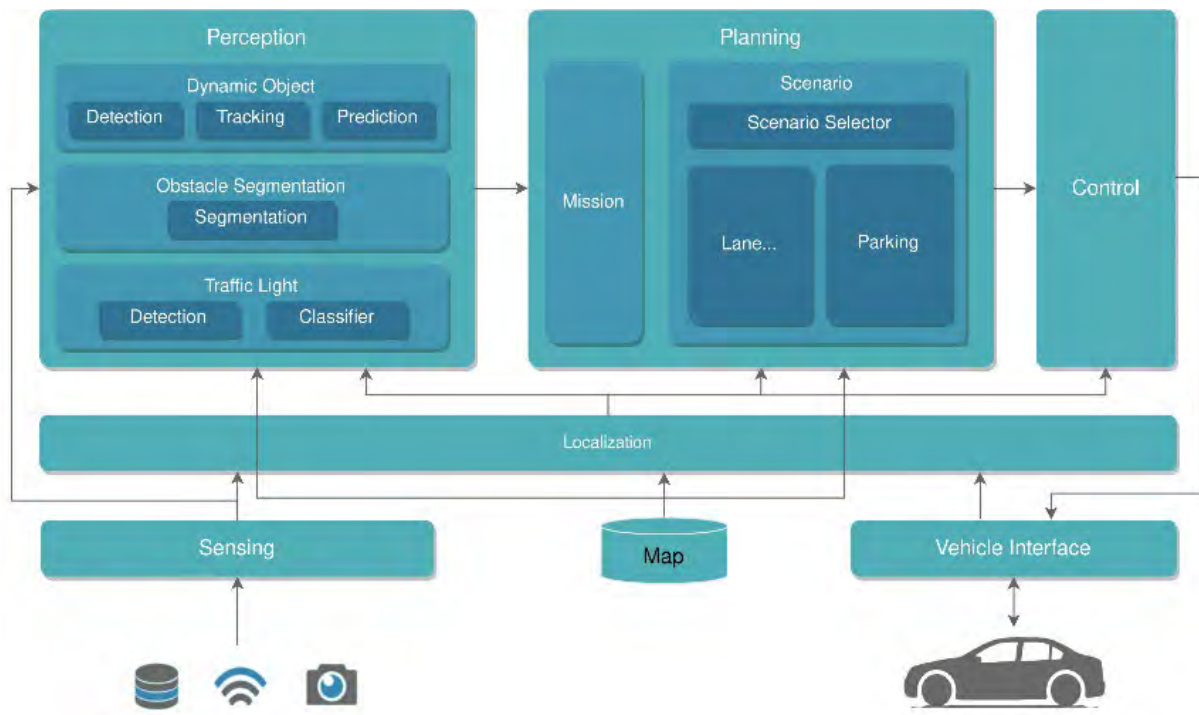 Perception
Dynamic Object
Detection
Tracking
Prediction
Obstacle Segmentation
Segmentation
Traffic Light
Detection
Classifier
Planning
Mission
Scenario
Scenario Selector
Lane...
Parking
Control
Localization
Sensing
Map
Vehicle Interface